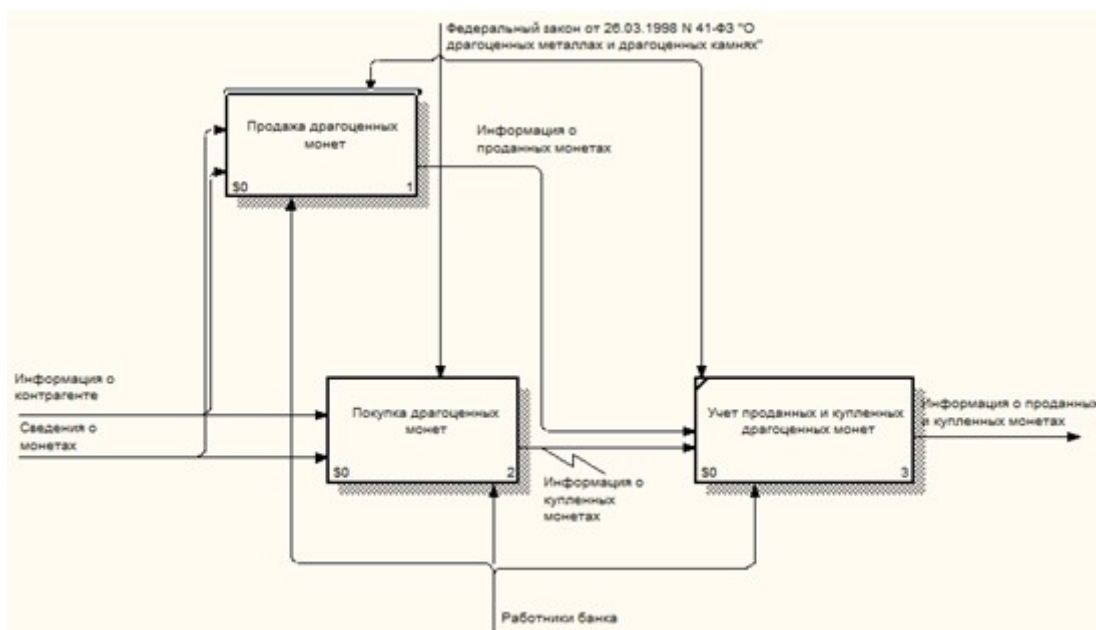 Федеральный закон от 26.03.1998 N 41-ФЗ "О
драгоценных металлах и драгоценных камнях"
Продажа драгоценных
монет
$0
1
Информация о
проданных монетах
Информация о
контрагенте
Сведения о
монетах
Покупка драгоценных
монет
$0
2
Информация о
купленных
монетах
Учет проданных и купленных
драгоценных монет
$0
3
Информация о проданных
и купленных монетах
Работники банка